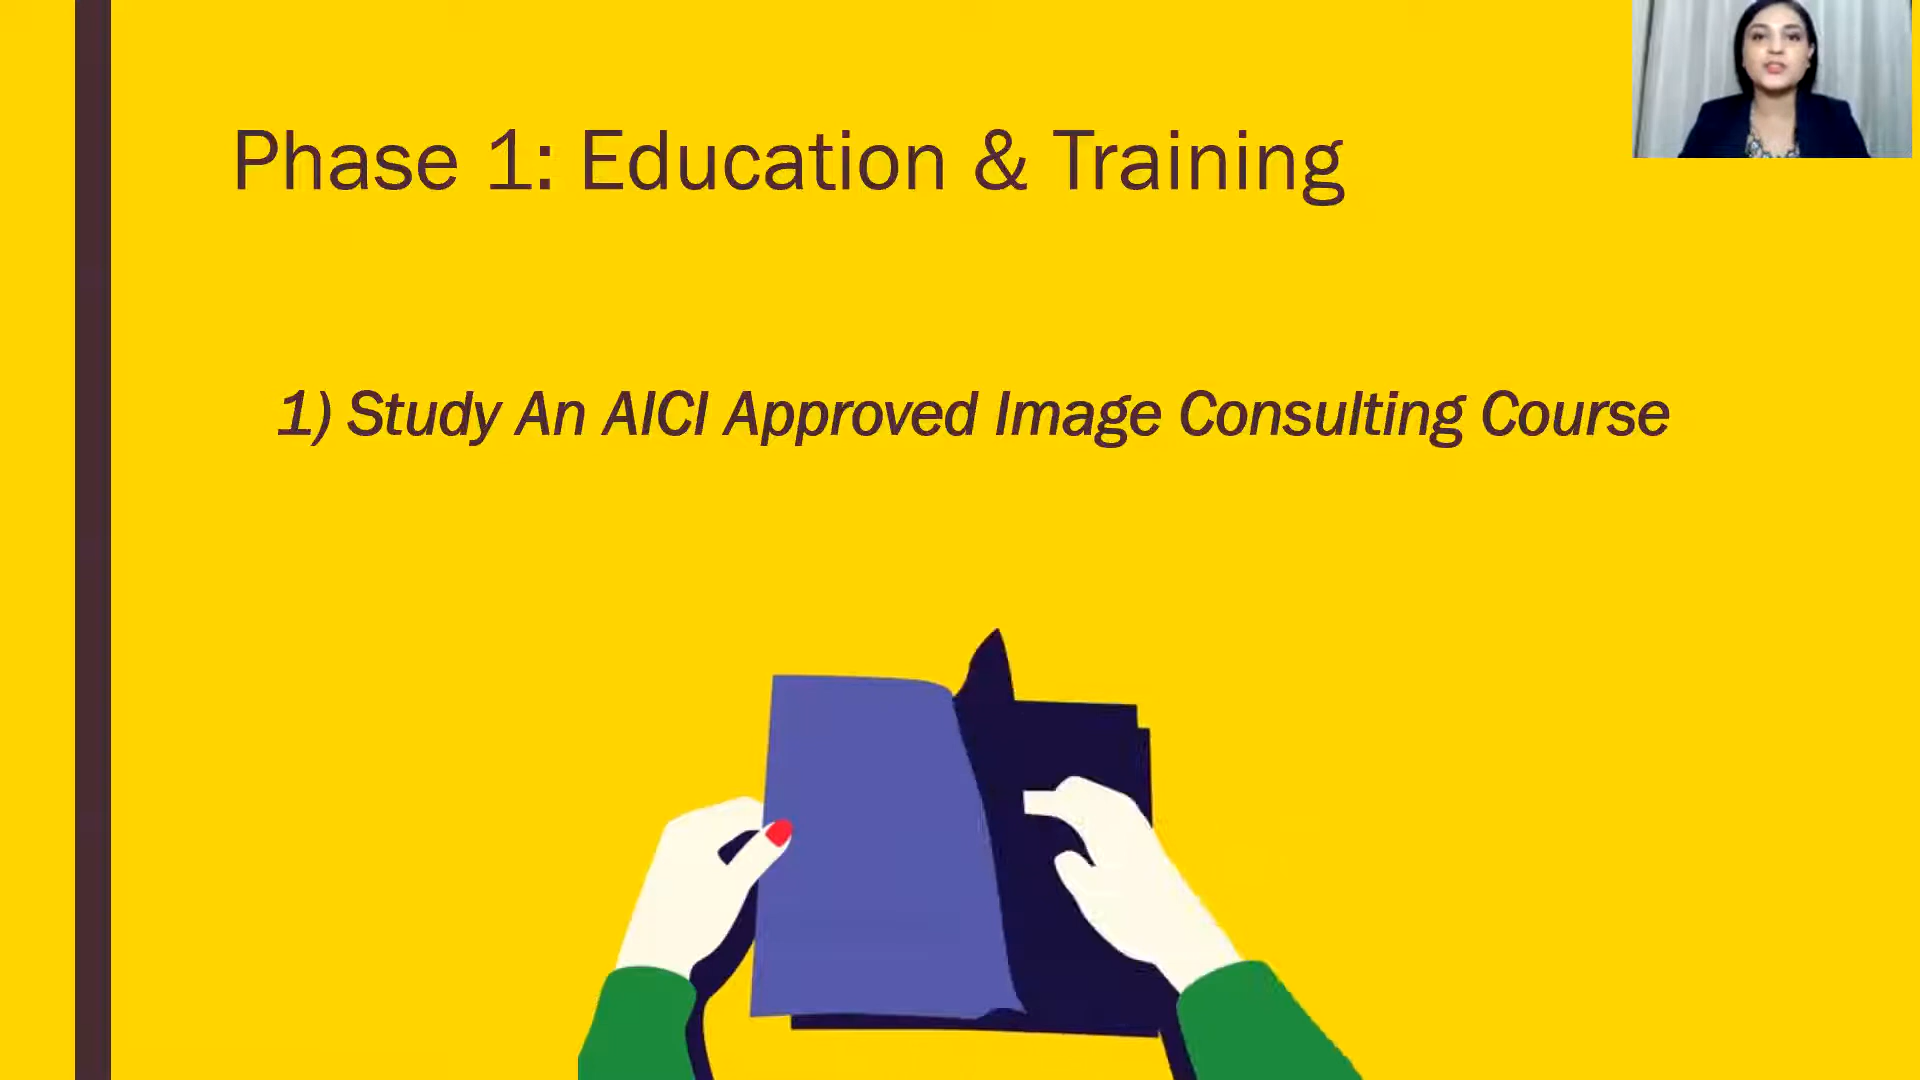 Phase 1: Education & Training
1) Study An AICI Approved Image Consulting Course